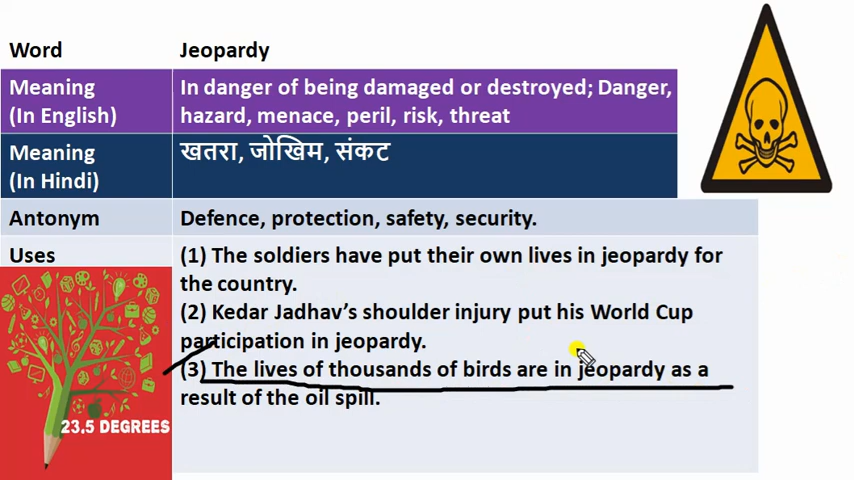 Word Jeopardy
Meaning In danger of being damaged or destroyed; Danger,
(In English) hazard, menace, peril, risk, threat
Meaning खतरा, जोखिम, संकट
(In Hindi)
Antonym Defence, protection, safety, security.
Uses (1) The soldiers have put their own lives in jeopardy for
the country.
(2) Kedar Jadhav’s shoulder injury put his World Cup
participation in jeopardy.
(3) The lives of thousands of birds are in jeopardy as a
result of the oil spill.
23.5 DEGREES